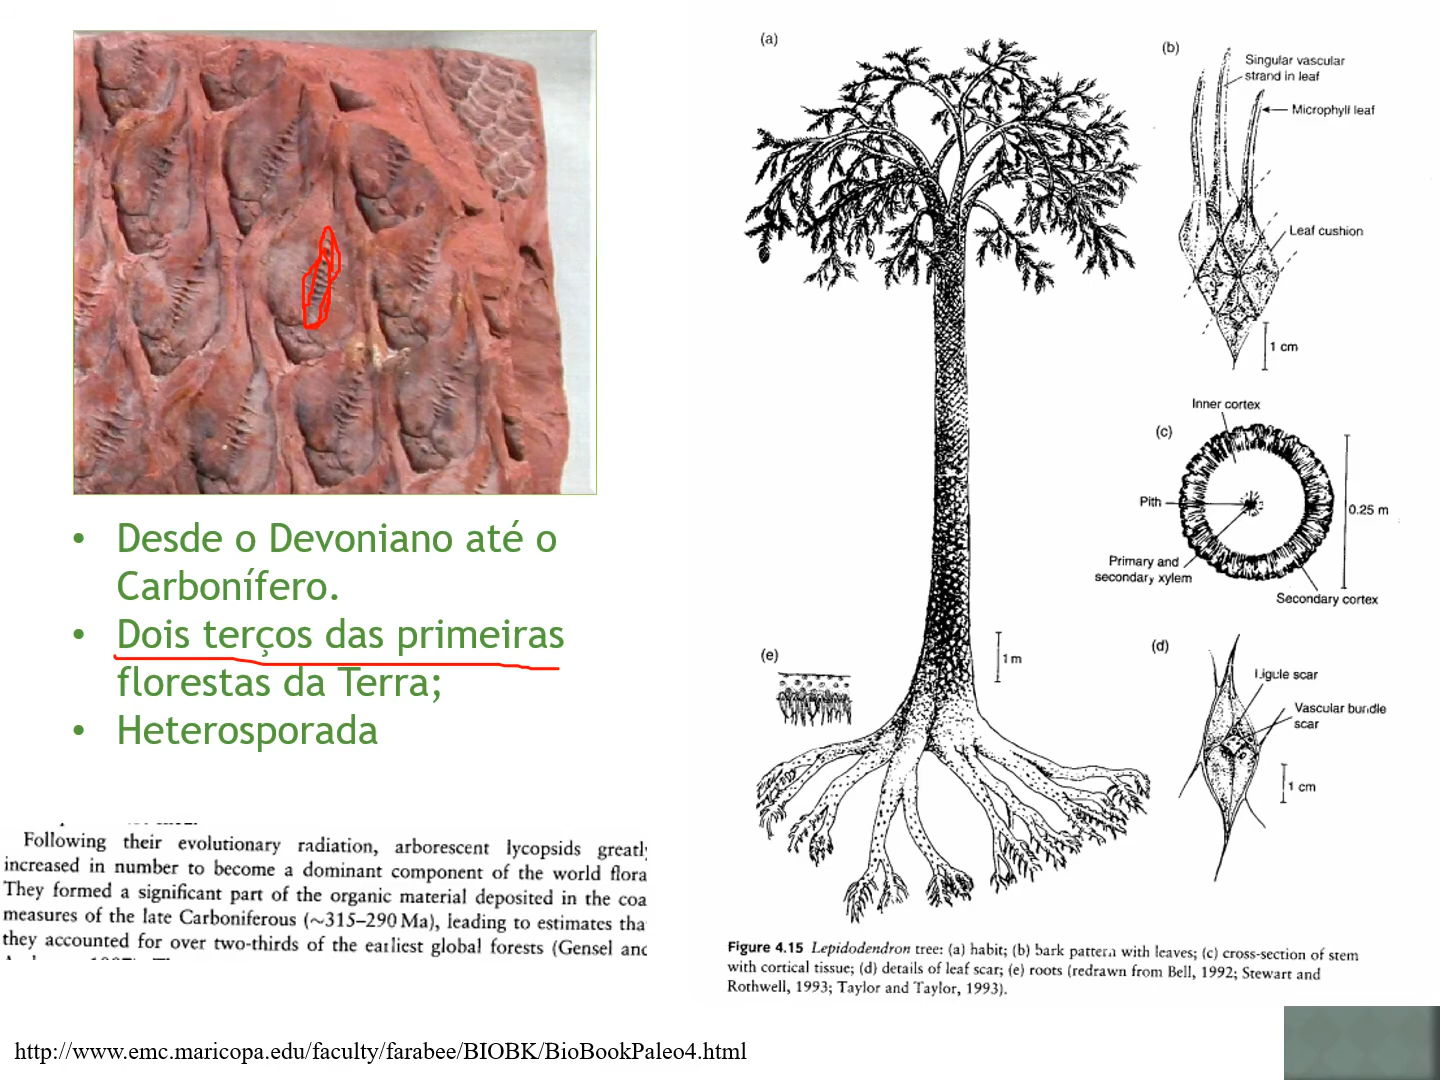 • Desde o Devoniano até o
Carbonífero.
• Dois terços das primeiras
florestas da Terra;
• Heterosporada
Following their evolutionary radiation, arborescent lycopsids greatl
increased in number to become a dominant component of the world flora
They formed a significant part of the organic material deposited in the coa
measures of the late Carboniferous (~315–290 Ma), leading to estimates tha
they accounted for over two-thirds of the earliest global forests (Gensel and
http://www.emc.maricopa.edu/faculty/farabee/BIOBK/BioBookPaleo4.html
(a)
(b)
Singular vascular
strand in leaf
Microphyll leaf
Leaf cushion
1 cm
Inner cortex
(c)
Pith
0.25 m
Primary and
secondary xylem
Secondary cortex
(e)
1 m
(d)
Ligule scar
Vascular bundle
scar
1 cm
Figure 4.15 Lepidodendron tree: (a) habit; (b) bark pattern with leaves; (c) cross-section of stem
with cortical tissue; (d) details of leaf scar; (e) roots (redrawn from Bell, 1992; Stewart and
Rothwell, 1993; Taylor and Taylor, 1993).